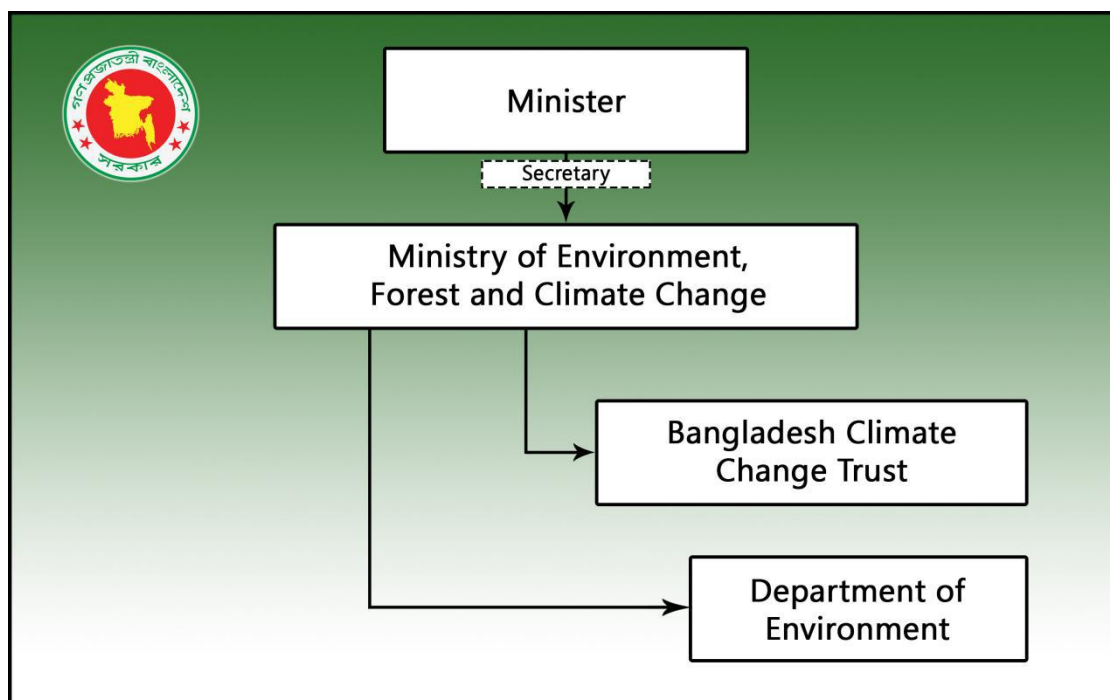 গণপ্রজাতন্ত্রী বাংলাদেশ
সরকার
Minister
Secretary
Ministry of Environment,
Forest and Climate Change
Bangladesh Climate
Change Trust
Department of
Environment